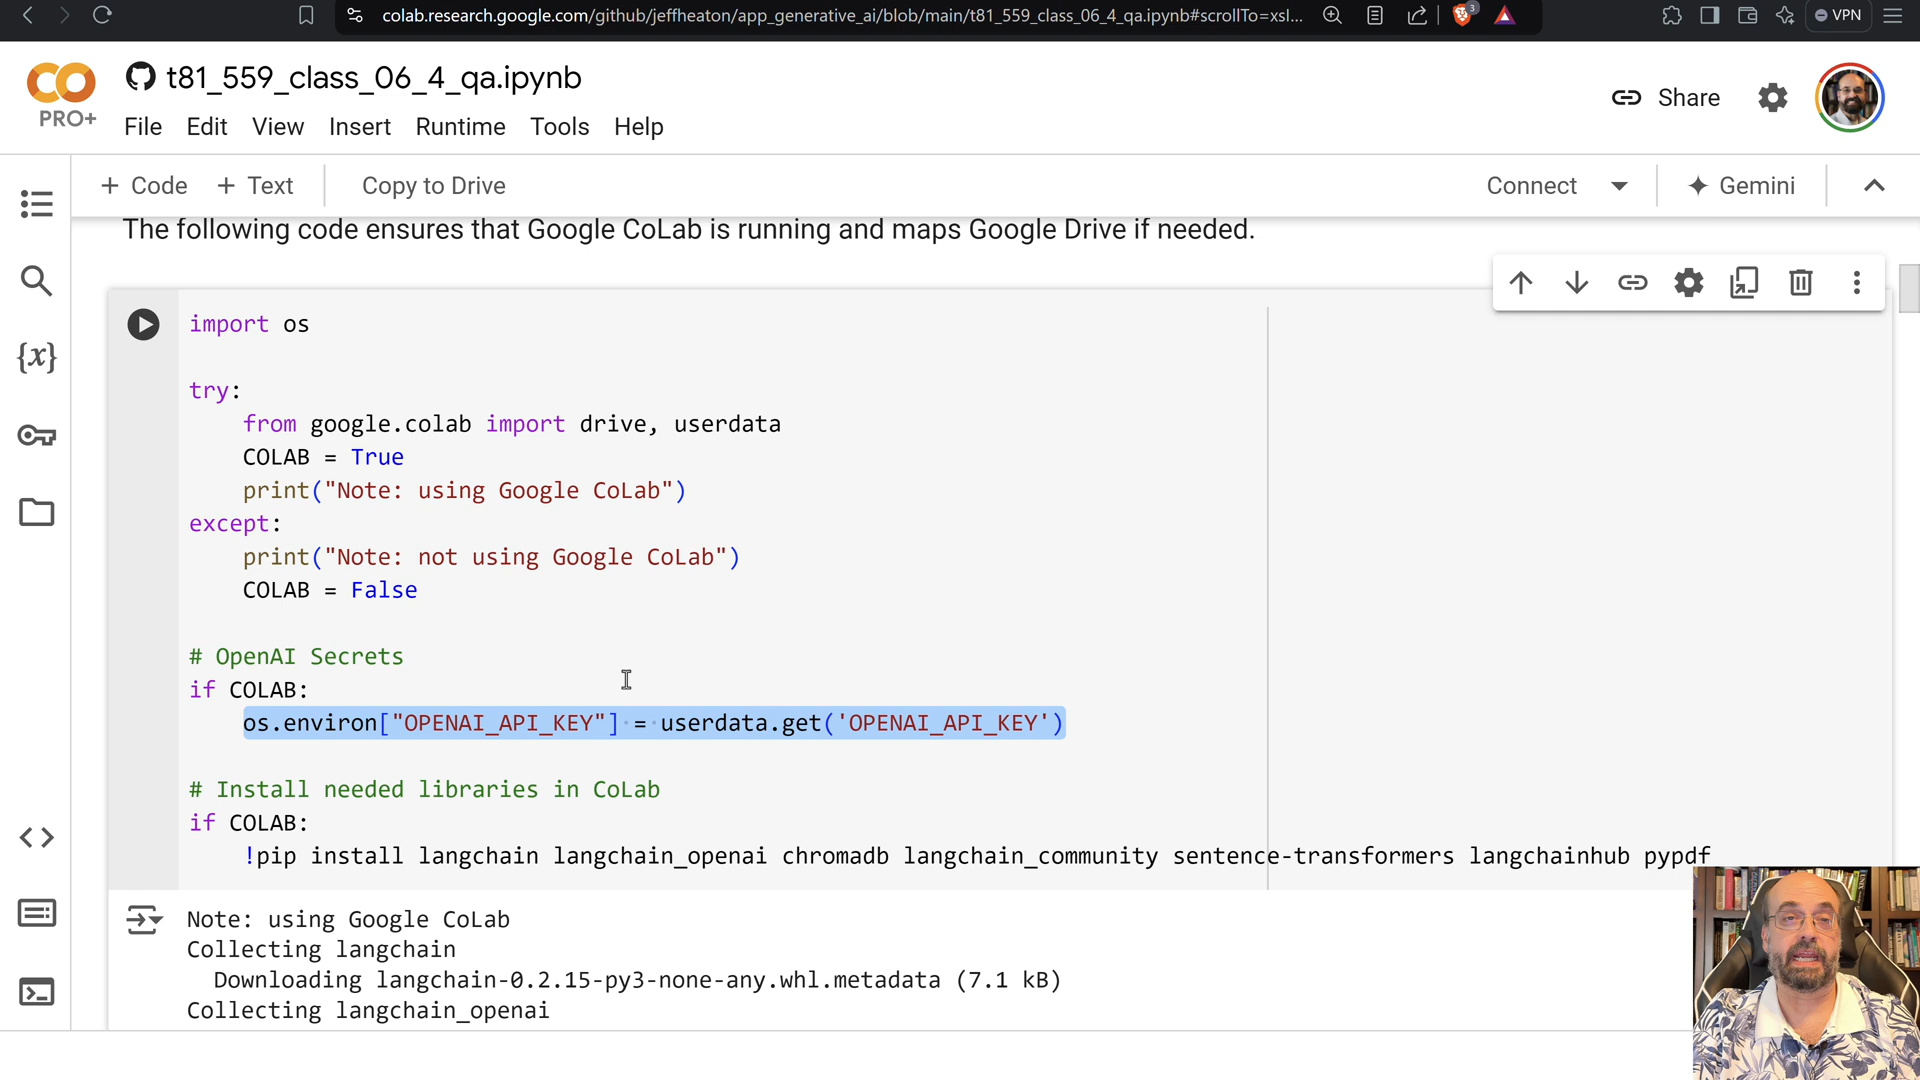 colab.research.google.com/github/jeffheaton/app_generative_ai/blob/main/t81_559_class_06_4_qa.ipynb#scrollTo=xsI...
3
VPN
CO
PRO+
t81_559_class_06_4_qa.ipynb
File Edit View Insert Runtime Tools Help
Share
+ Code + Text Copy to Drive
Connect
Gemini
The following code ensures that Google CoLab is running and maps Google Drive if needed.
{x}
import os
try:
from google.colab import drive, userdata
COLAB = True
print("Note: using Google CoLab")
except:
print("Note: not using Google CoLab")
COLAB = False
# OpenAI Secrets
if COLAB:
os.environ["OPENAI_API_KEY"] = userdata.get('OPENAI_API_KEY')
# Install needed libraries in CoLab
if COLAB:
!pip install langchain langchain_openai chromadb langchain_community sentence-transformers langchainhub pypdf
Note: using Google CoLab
Collecting langchain
Downloading langchain-0.2.15-py3-none-any.whl.metadata (7.1 kB)
Collecting langchain_openai